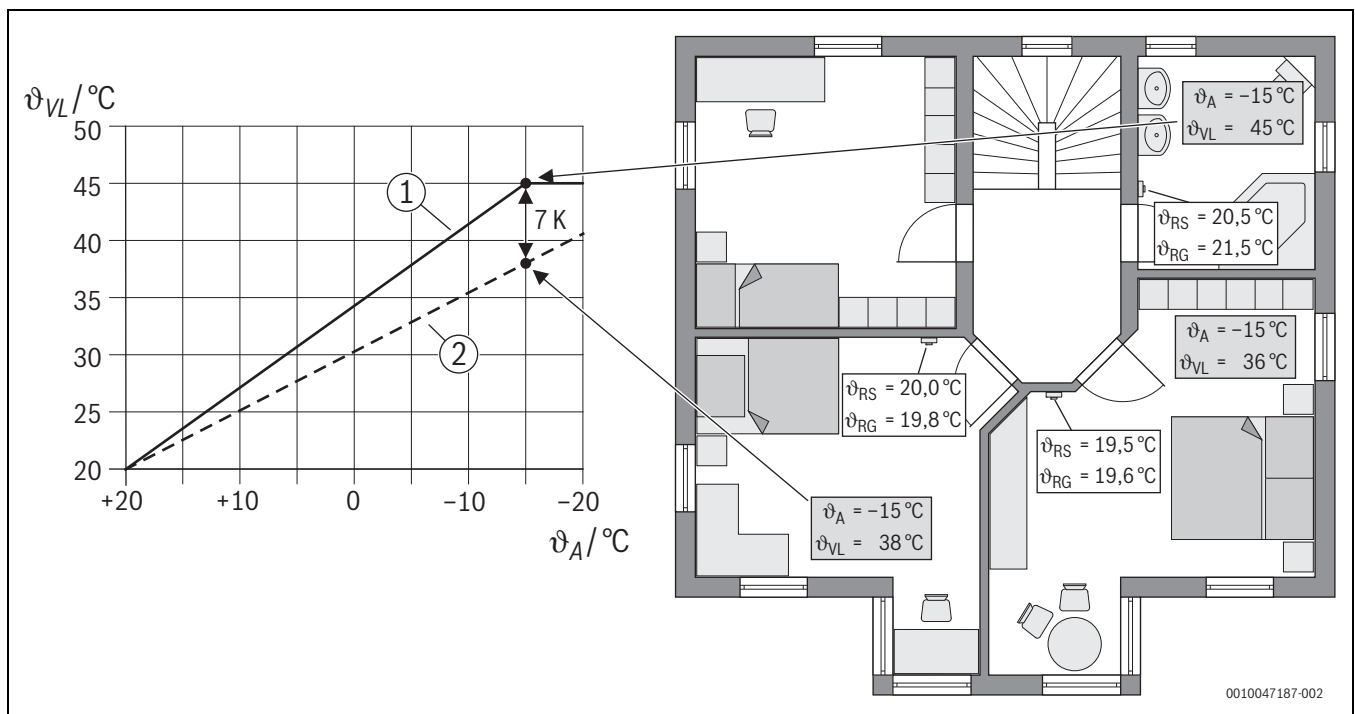 ϑVL/°C
50
45
40
35
30
25
20
+20
+10
0
−10
−20
ϑA/°C
1
2
7 K
ϑA = −15 °C
ϑVL = 45 °C
ϑRS = 20,5 °C
ϑRG = 21,5 °C
ϑA = −15 °C
ϑVL = 36 °C
ϑRS = 20,0 °C
ϑRG = 19,8 °C
ϑRS = 19,5 °C
ϑRG = 19,6 °C
ϑA = −15 °C
ϑVL = 38 °C
0010047187-002